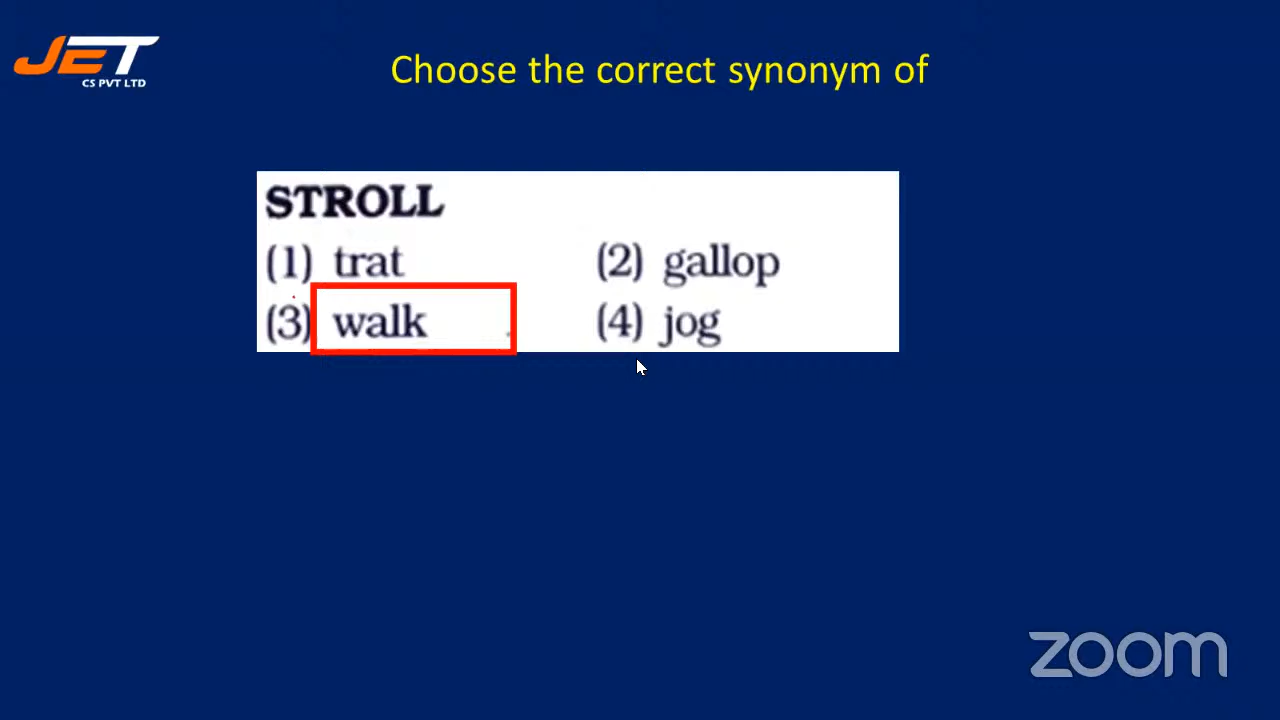 JET
CS PVT LTD
Choose the correct synonym of
STROLL
(1) trat (2) gallop
(3) walk (4) jog
zoom